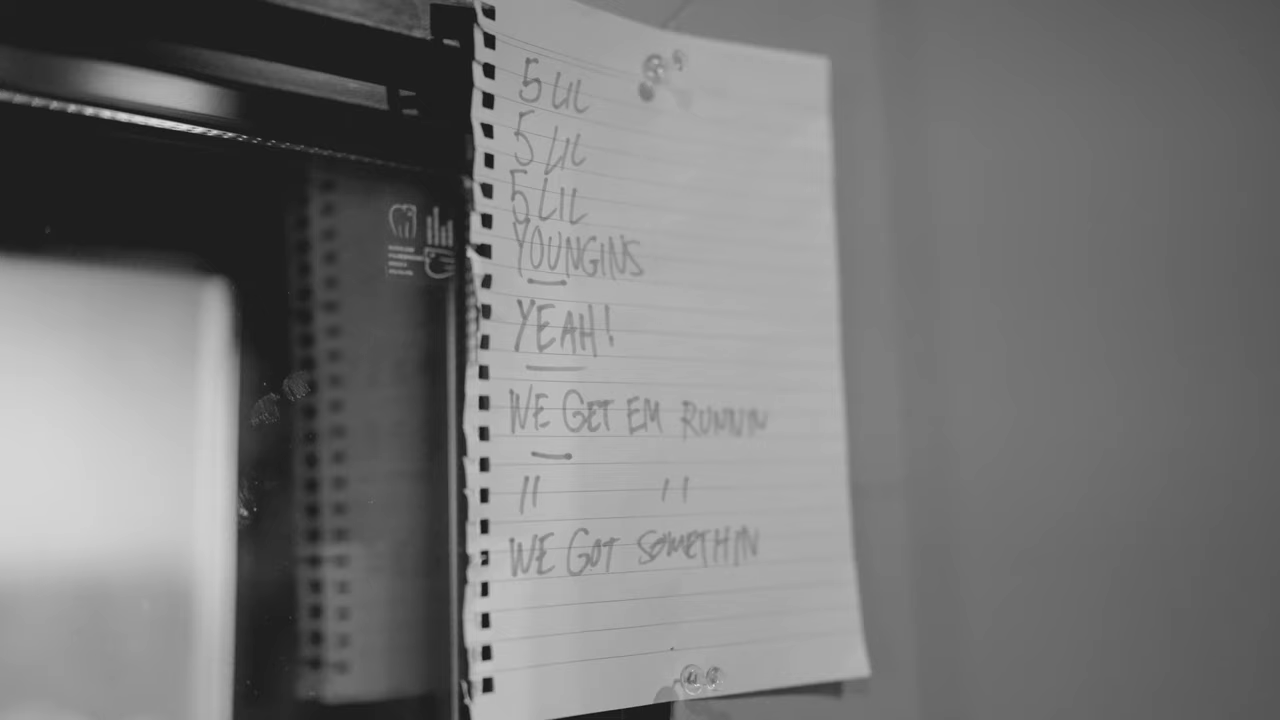 5 LIL
5 LIL
5 LIL
YOUNGINS
YEAH!
WE GET EM RUNNIN
" "
WE GOT SOMETHIN